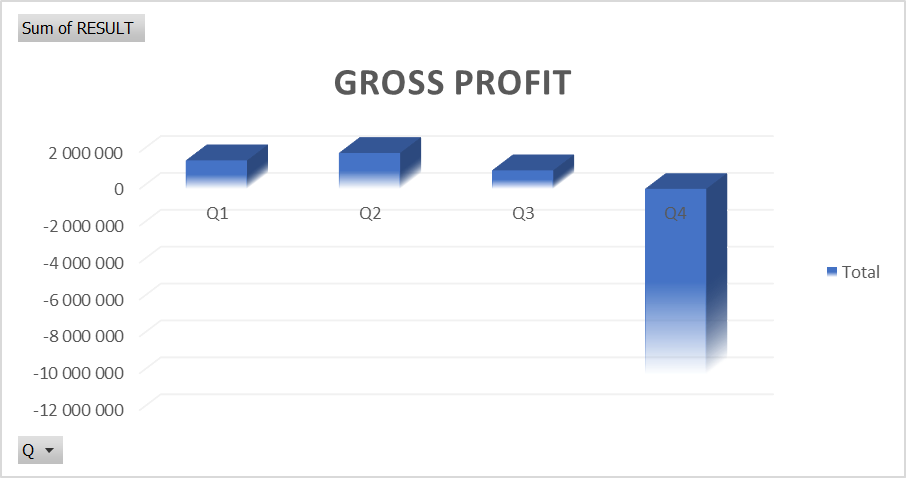 Sum of RESULT
GROSS PROFIT
2 000 000
0
-2 000 000
-4 000 000
-6 000 000
-8 000 000
-10 000 000
-12 000 000
Q1
Q2
Q3
Q4
Total
Q